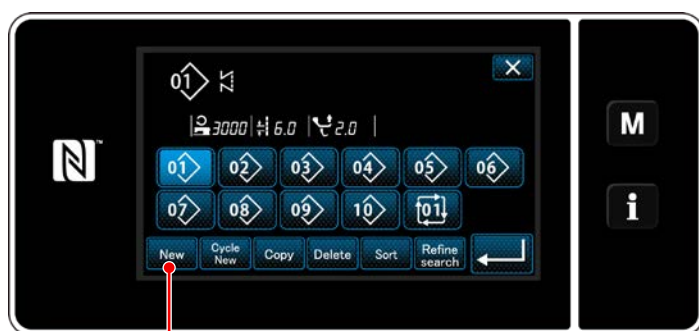 01
3000 6.0 2.0
01 02 03 04 05 06
07 08 09 10 01
New Cycle New Copy Delete Sort Refine search
N
M
i